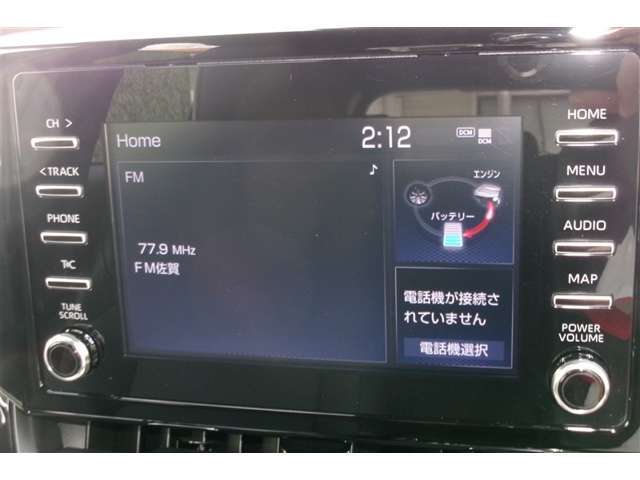 CH >
< TRACK
PHONE
T&C
TUNE
SCROLL
Home
2:12
DCM
DCM
FM
77.9 MHz
FM佐賀
エンジン
バッテリー
電話機が接続さ
れていません
電話機選択
HOME
MENU
AUDIO
MAP
POWER
VOLUME